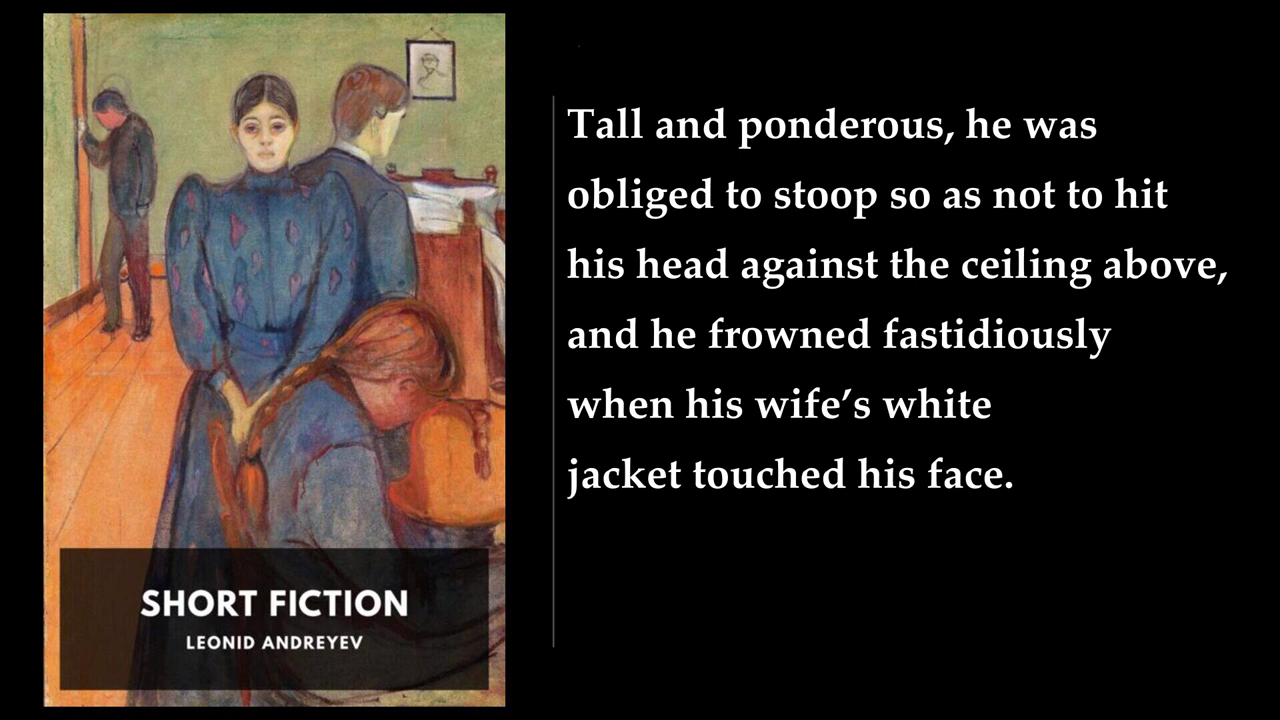 SHORT FICTION
LEONID ANDREYEV
Tall and ponderous, he was
obliged to stoop so as not to hit
his head against the ceiling above,
and he frowned fastidiously
when his wife’s white
jacket touched his face.